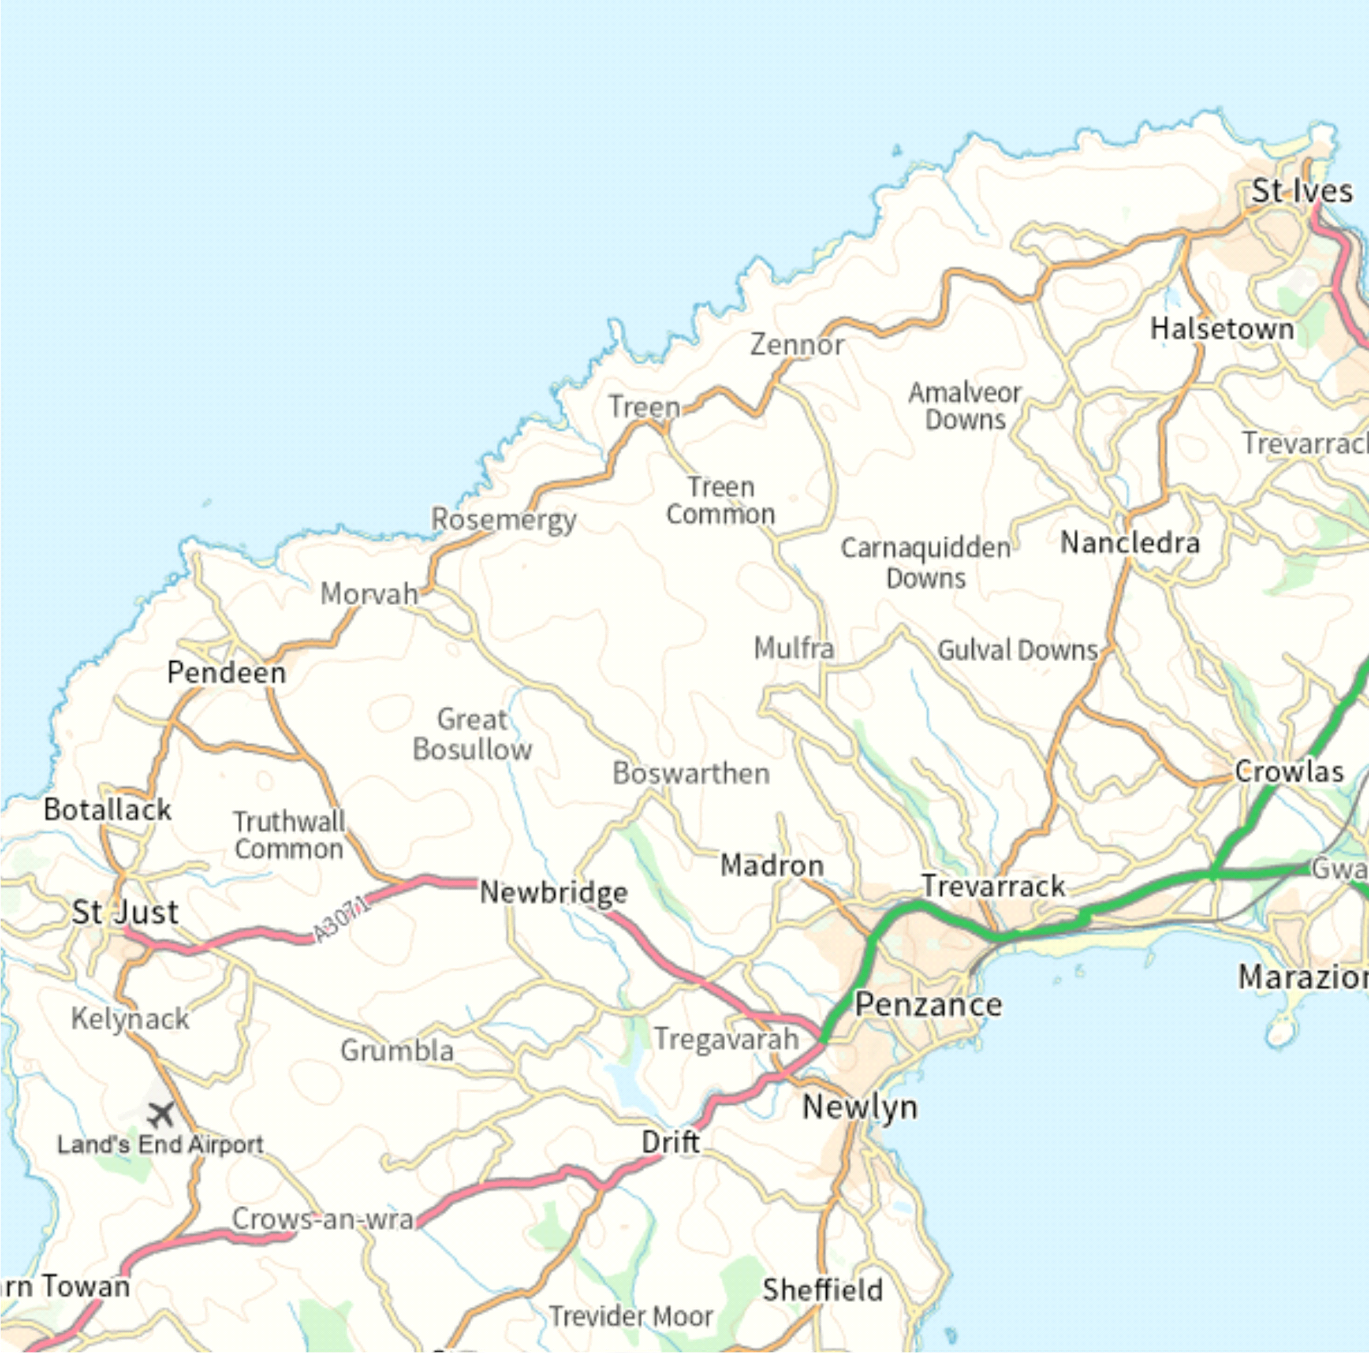 St Ives
Halsetown
Zennor
Amalveor
Downs
Treen
Trevarrac
Treen
Common
Rosemergy
Carnaquidden
Downs
Nancledra
Morvah
Mulfra
Gulval Downs
Pendeen
Great
Bosullow
Boswarthen
Crowlas
Botallack
Truthwall
Common
Madron
Gwa
Trevarrack
Newbridge
St Just
A3071
Marazion
Penzance
Kelynack
Tregavarah
Grumbla
Newlyn
Land's End Airport
Drift
Crows-an-wra
rn Towan
Sheffield
Trevider Moor